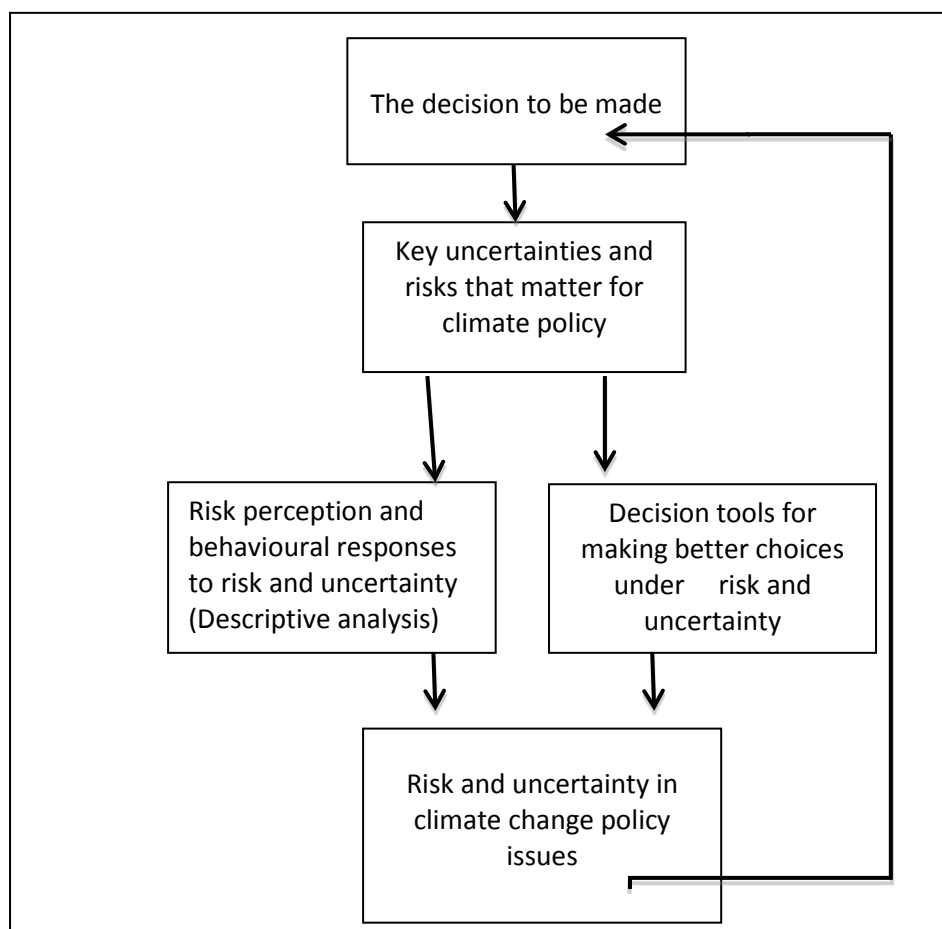 The decision to be made
Key uncertainties and
risks that matter for
climate policy
Risk perception and
behavioural responses
to risk and uncertainty
(Descriptive analysis)
Decision tools for
making better choices
under risk and
uncertainty
Risk and uncertainty in
climate change policy
issues